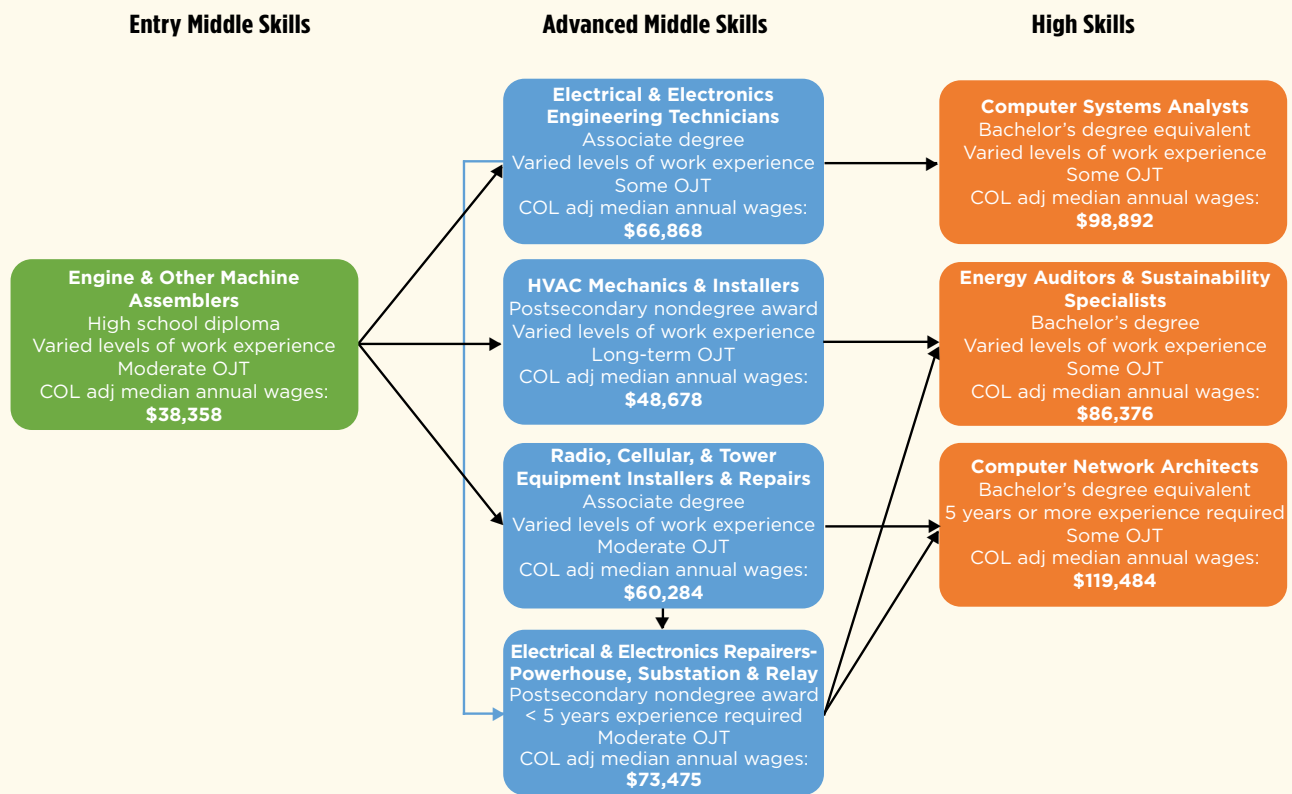 Entry Middle Skills
Advanced Middle Skills
High Skills
Engine & Other Machine
Assemblers
High school diploma
Varied levels of work experience
Moderate OJT
COL adj median annual wages:
$38,358
Electrical & Electronics
Engineering Technicians
Associate degree
Varied levels of work experience
Some OJT
COL adj median annual wages:
$66,868
HVAC Mechanics & Installers
Postsecondary nondegree award
Varied levels of work experience
Long-term OJT
COL adj median annual wages:
$48,678
Radio, Cellular, & Tower
Equipment Installers & Repairs
Associate degree
Varied levels of work experience
Moderate OJT
COL adj median annual wages:
$60,284
Electrical & Electronics Repairers-
Powerhouse, Substation & Relay
Postsecondary nondegree award
< 5 years experience required
Moderate OJT
COL adj median annual wages:
$73,475
Computer Systems Analysts
Bachelor's degree equivalent
Varied levels of work experience
Some OJT
COL adj median annual wages:
$98,892
Energy Auditors & Sustainability
Specialists
Bachelor's degree
Varied levels of work experience
Some OJT
COL adj median annual wages:
$86,376
Computer Network Architects
Bachelor's degree equivalent
5 years or more experience required
Some OJT
COL adj median annual wages:
$119,484